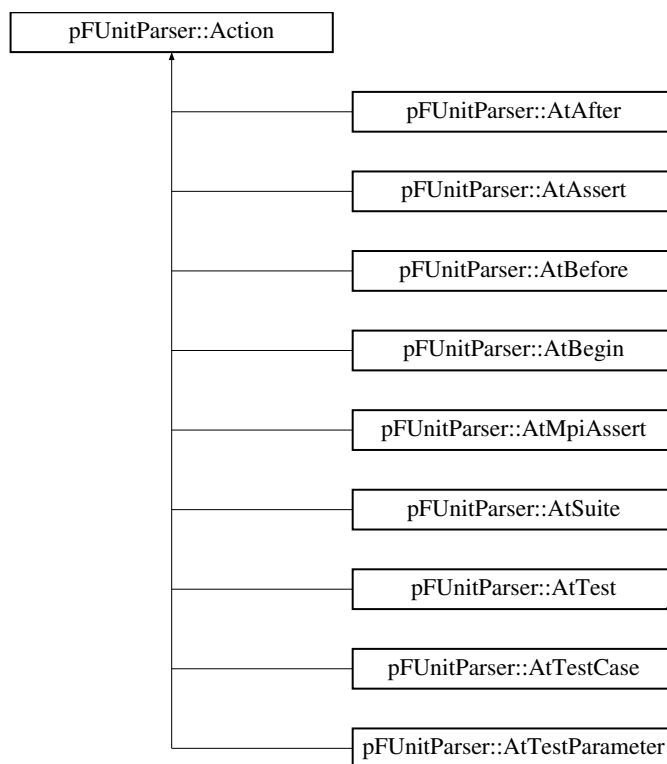 pFUnitParser::Action
pFUnitParser::AtAfter
pFUnitParser::AtAssert
pFUnitParser::AtBefore
pFUnitParser::AtBegin
pFUnitParser::AtMpiAssert
pFUnitParser::AtSuite
pFUnitParser::AtTest
pFUnitParser::AtTestCase
pFUnitParser::AtTestParameter